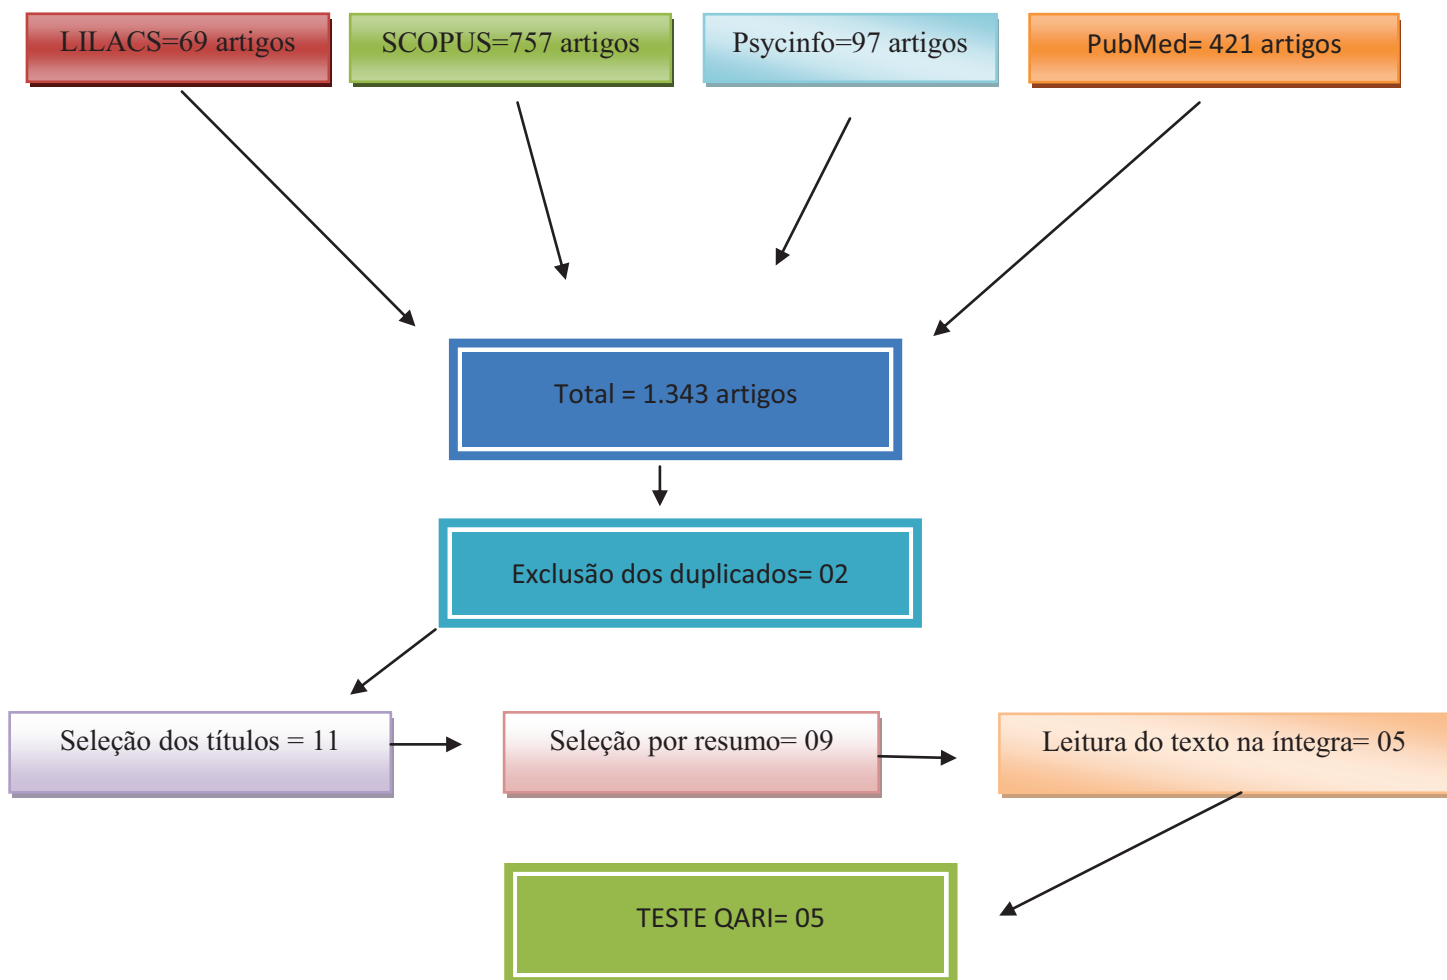 LILACS=69 artigos
SCOPUS=757 artigos
Psycinfo=97 artigos
PubMed= 421 artigos
Total = 1.343 artigos
Exclusão dos duplicados= 02
Seleção dos títulos = 11
Seleção por resumo= 09
Leitura do texto na íntegra= 05
TESTE QARI= 05